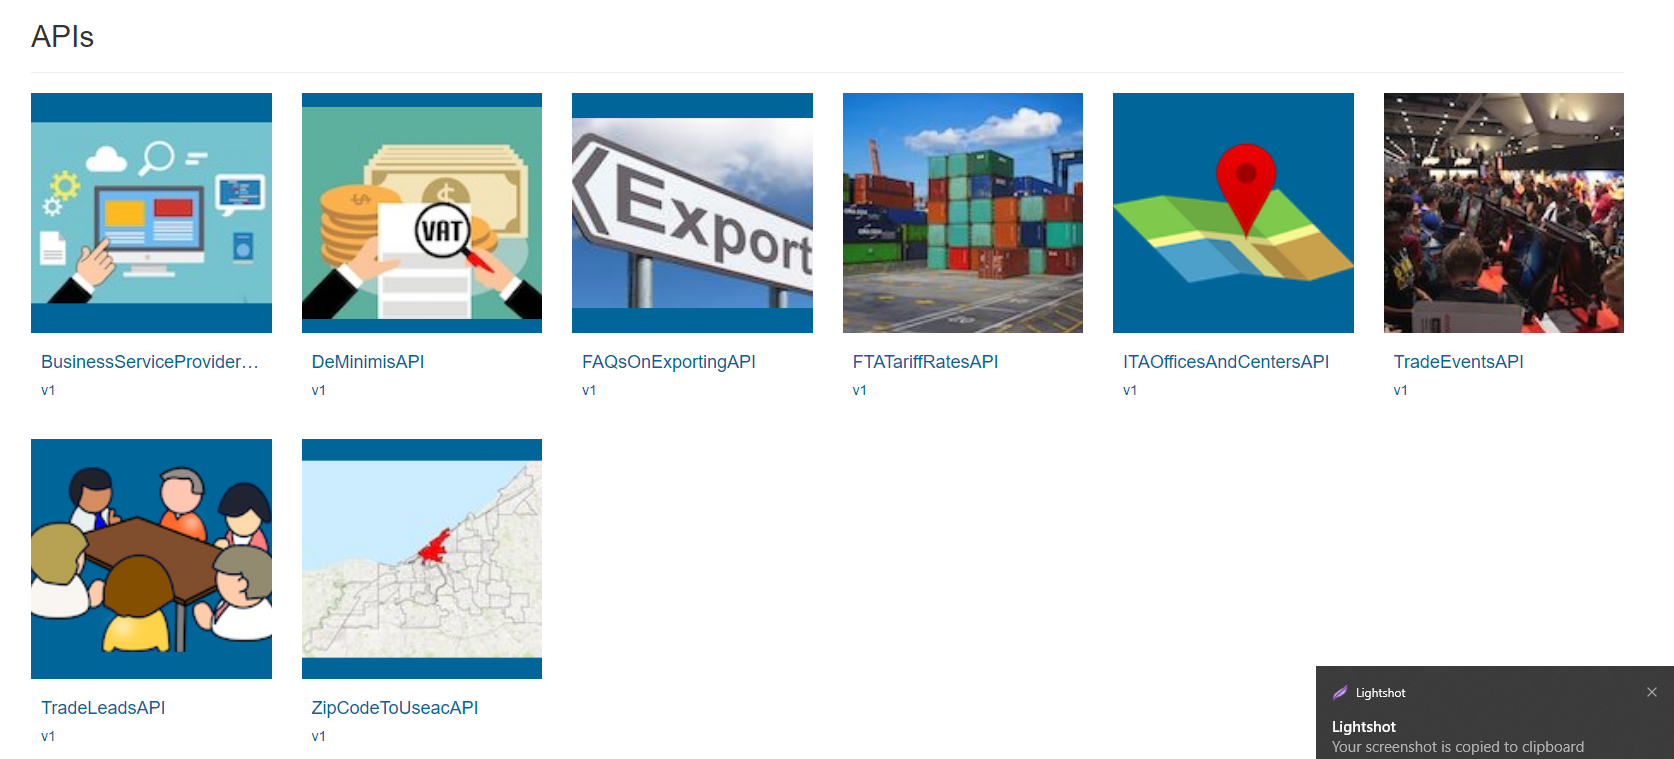 APIs
VAT
Export
BusinessServiceProvider...
v1
DeMinimisAPI
v1
FAQsOnExportingAPI
v1
FTATariffRatesAPI
v1
ITAOfficesAndCentersAPI
v1
TradeEventsAPI
v1
TradeLeadsAPI
v1
ZipCodeToUseacAPI
v1
Lightshot
Lightshot
Your screenshot is copied to clipboard